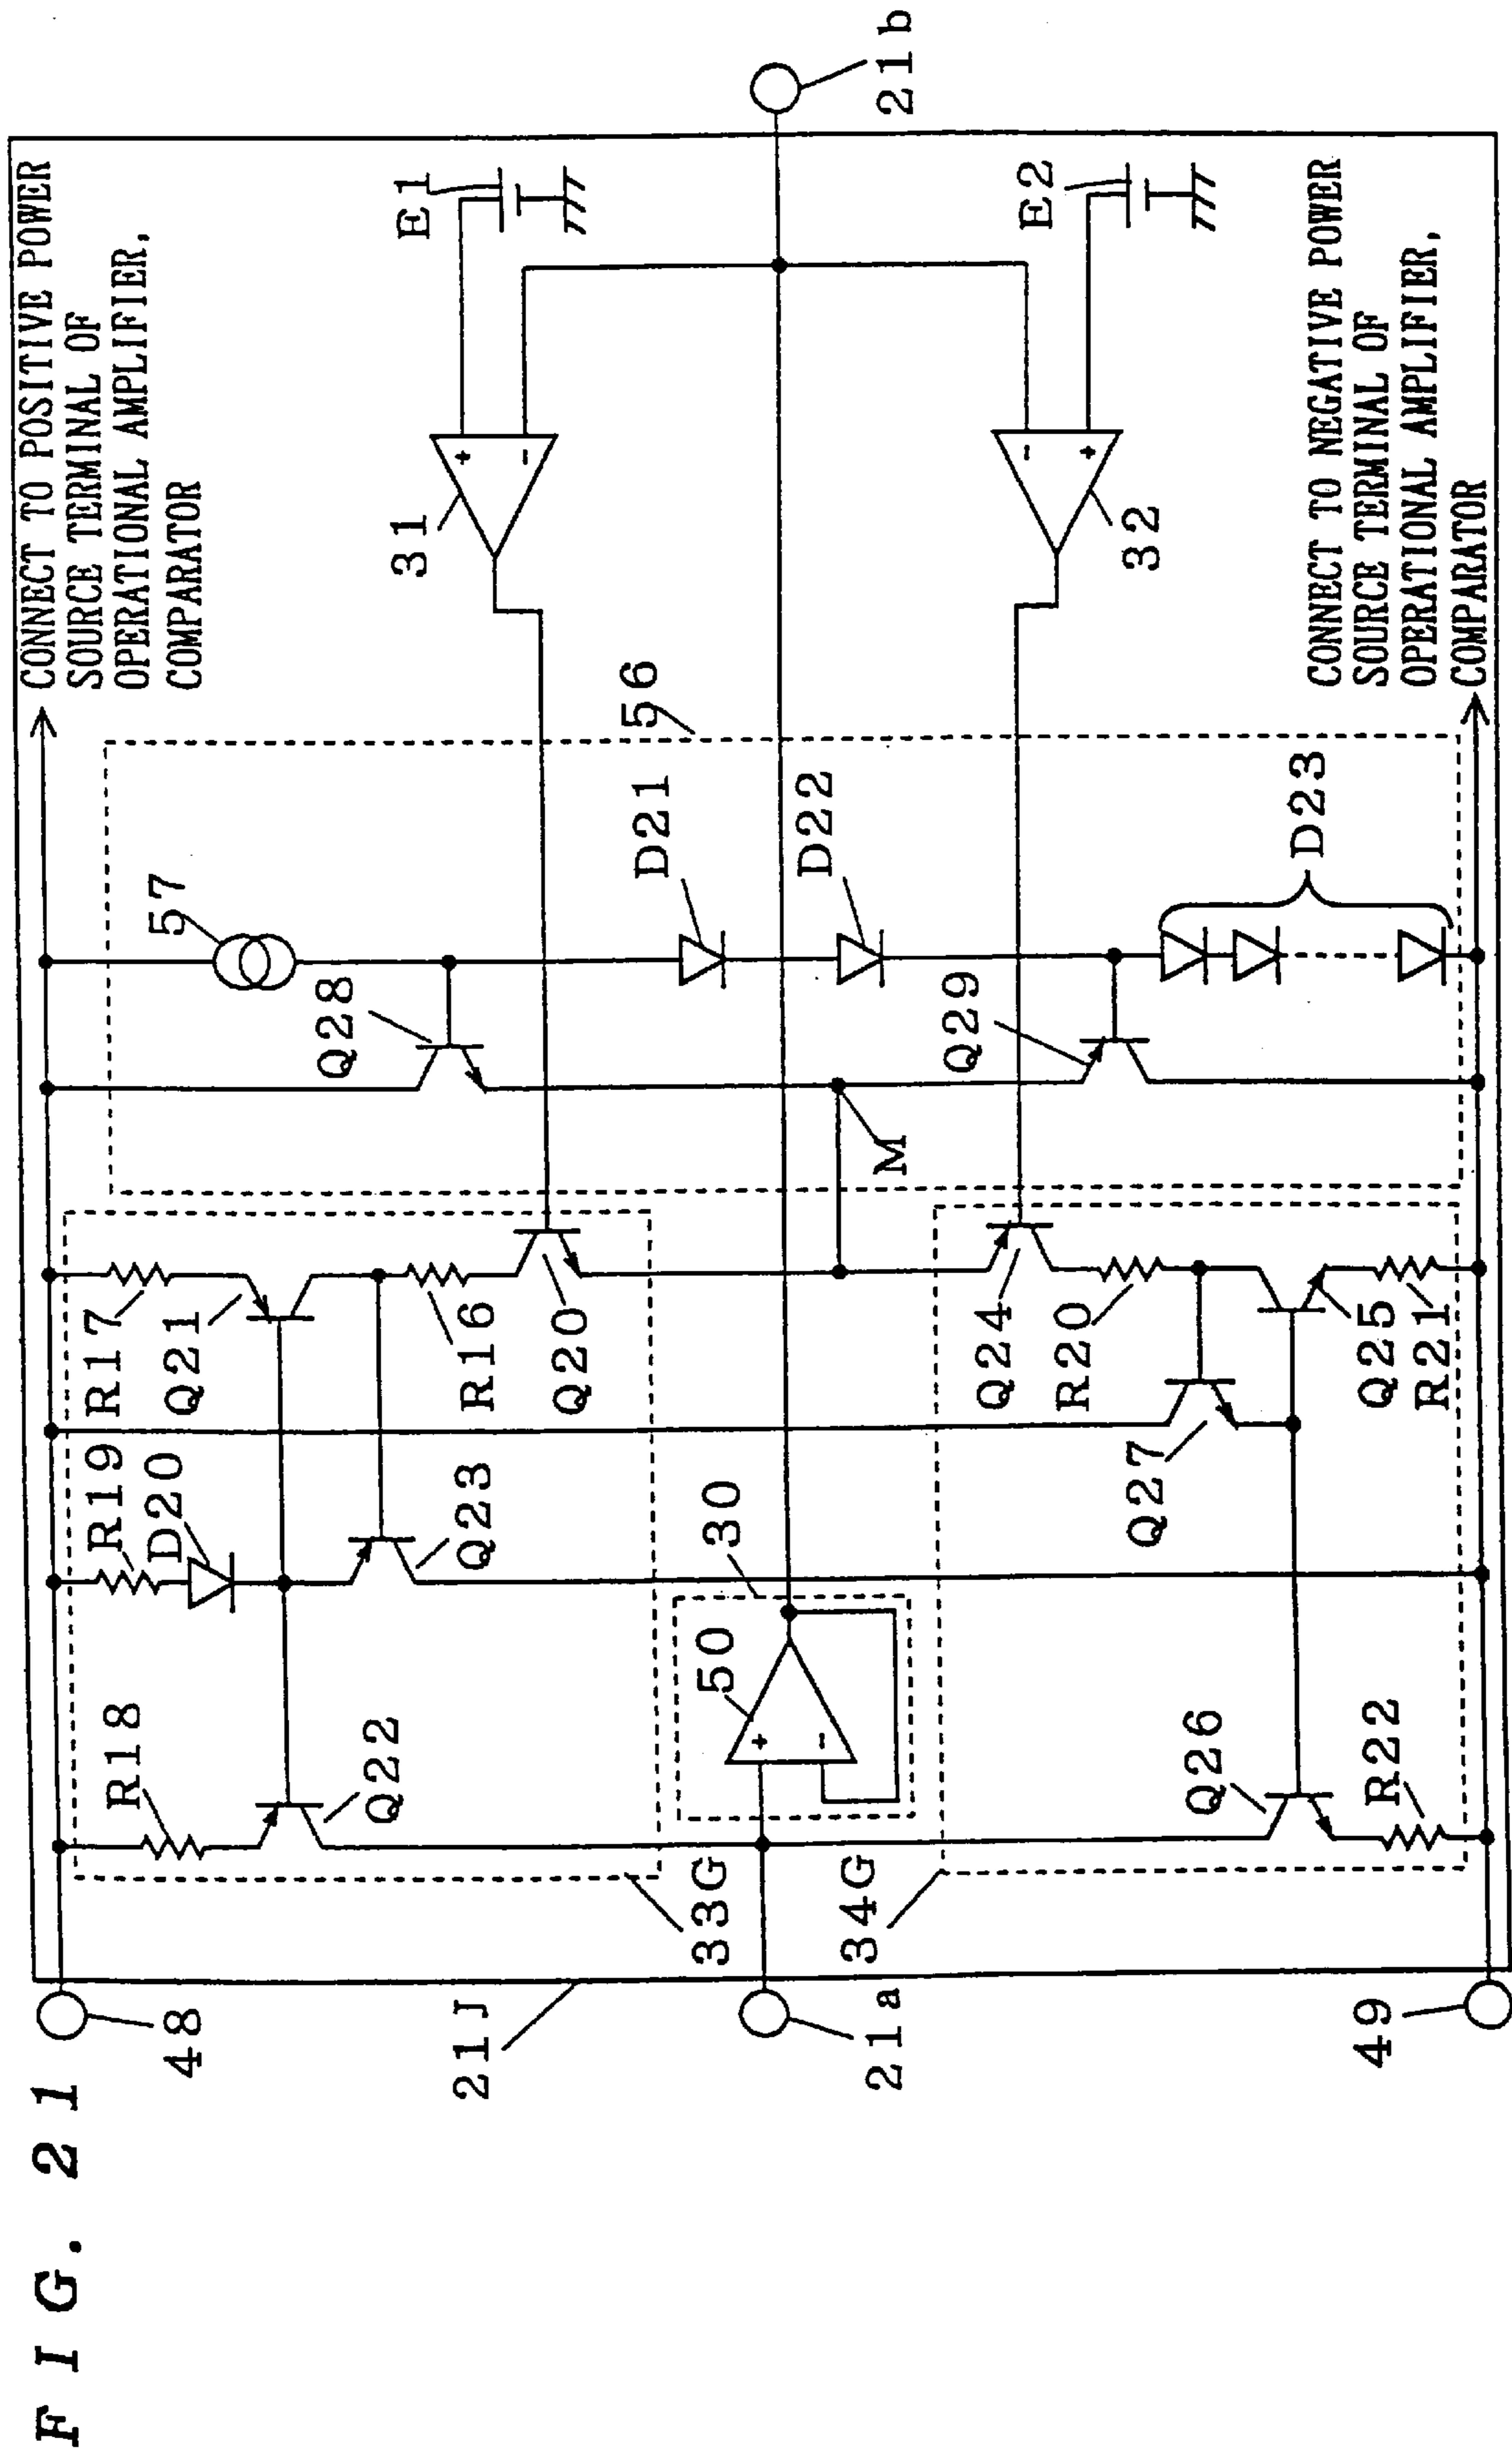 FIG. 21
CONNECT TO POSITIVE POWER
SOURCE TERMINAL OF
OPERATIONAL AMPLIFIER,
COMPARATOR
48
R18
R19
D20
R17
Q21
57
Q28
E1
Q22
Q23
R16
Q20
31
+
-
33G
21J
56
D21
50
30
+
-
M
D22
21a
21b
34G
Q24
R20
Q29
32
-
+
E2
Q27
Q26
R22
Q25
R21
D23
49
CONNECT TO NEGATIVE POWER
SOURCE TERMINAL OF
OPERATIONAL AMPLIFIER,
COMPARATOR